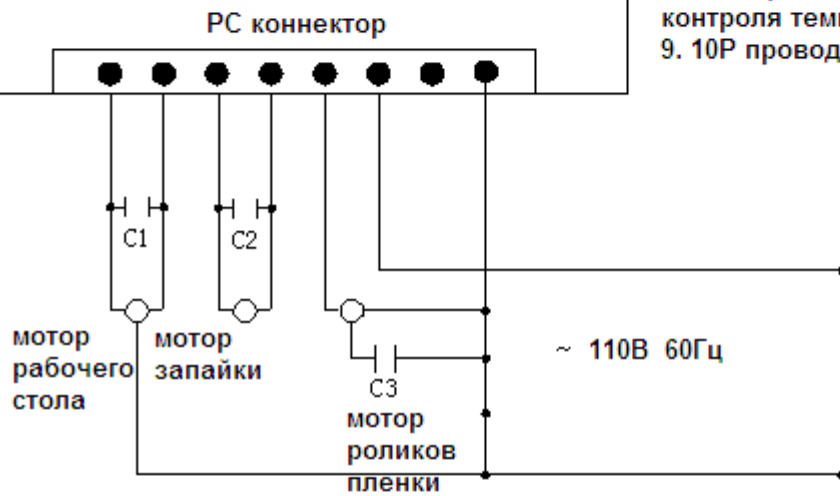 РС коннектор
контроля
9. 10Р провод
C1
C2
мотор
рабочего
стола
мотор
запайки
C3
мотор
роликов
пленки
~ 110В 60Гц